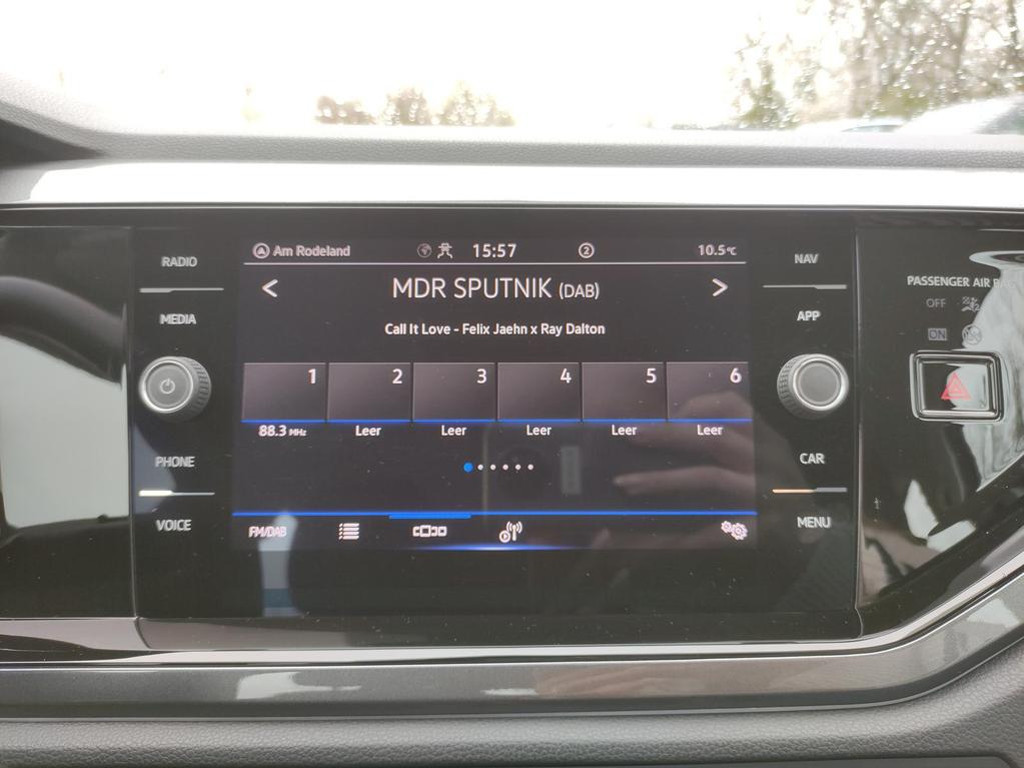 RADIO
MEDIA
PHONE
VOICE
Am Rodeland 15:57 2 10.5°C
< MDR SPUTNIK (DAB) >
Call It Love - Felix Jaehn x Ray Dalton
1 2 3 4 5 6
88.3 MHz Leer Leer Leer Leer Leer
FM/DAB
NAV
APP
CAR
MENU
PASSENGER AIR
OFF
ON